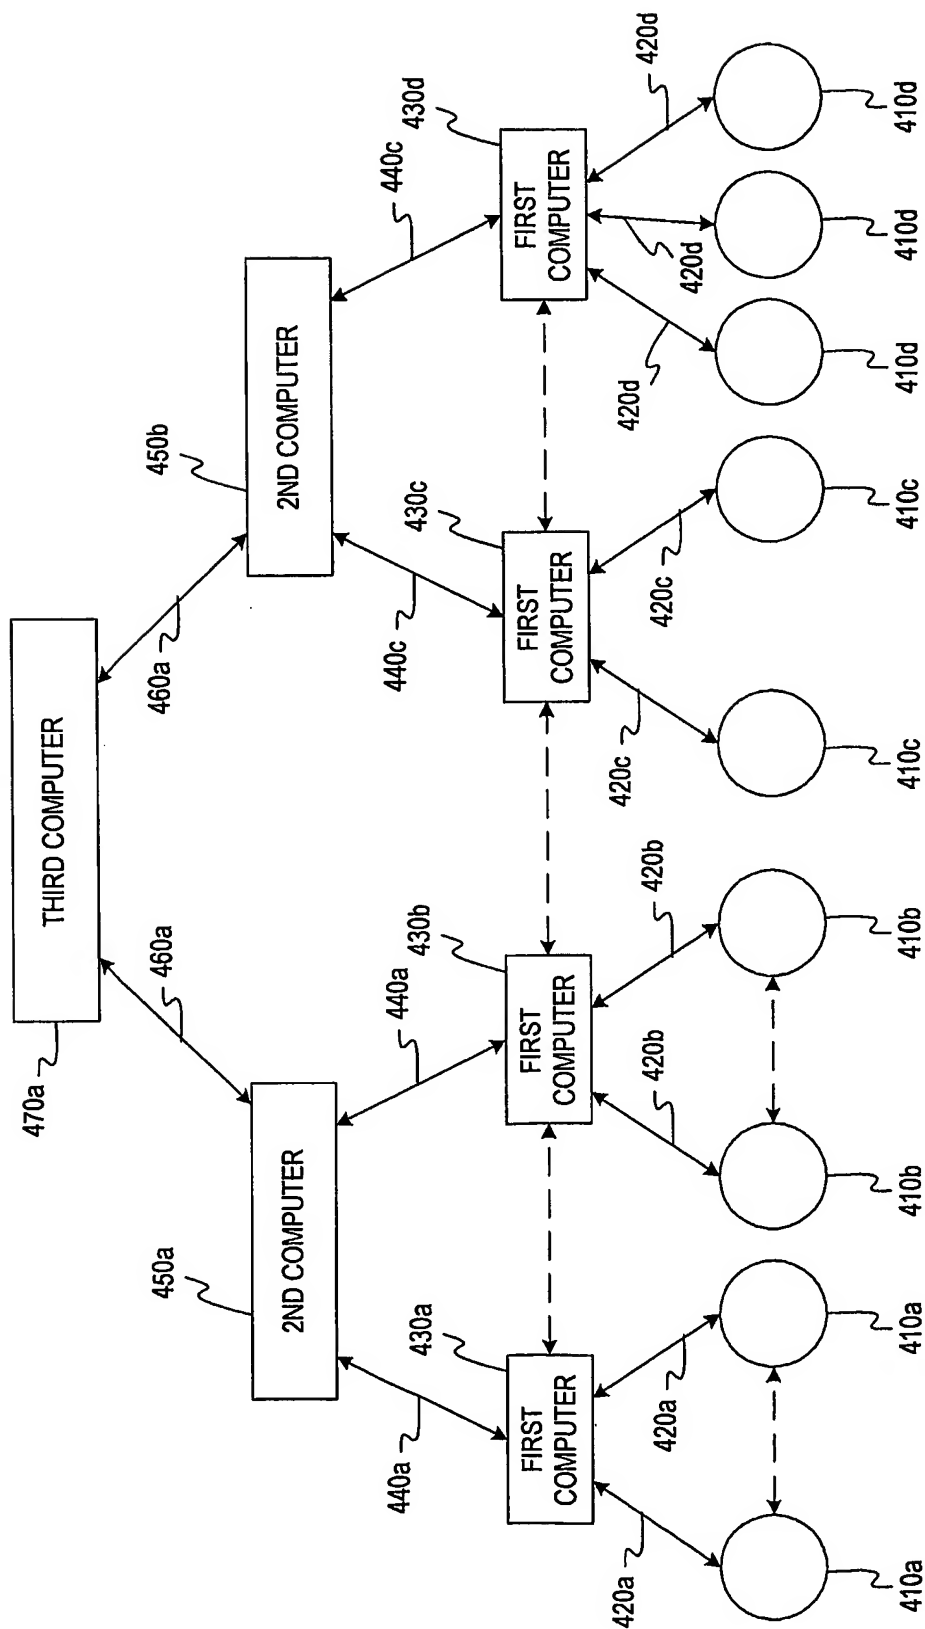 THIRD COMPUTER
470a
460a
460a
450a
2ND COMPUTER
450b
2ND COMPUTER
440a
440a
440c
440c
430a
FIRST
COMPUTER
430b
FIRST
COMPUTER
430c
FIRST
COMPUTER
430d
FIRST
COMPUTER
420a
420a
420b
420b
420c
420c
420d
420d
420d
410a
410a
410b
410b
410c
410c
410d
410d
410d